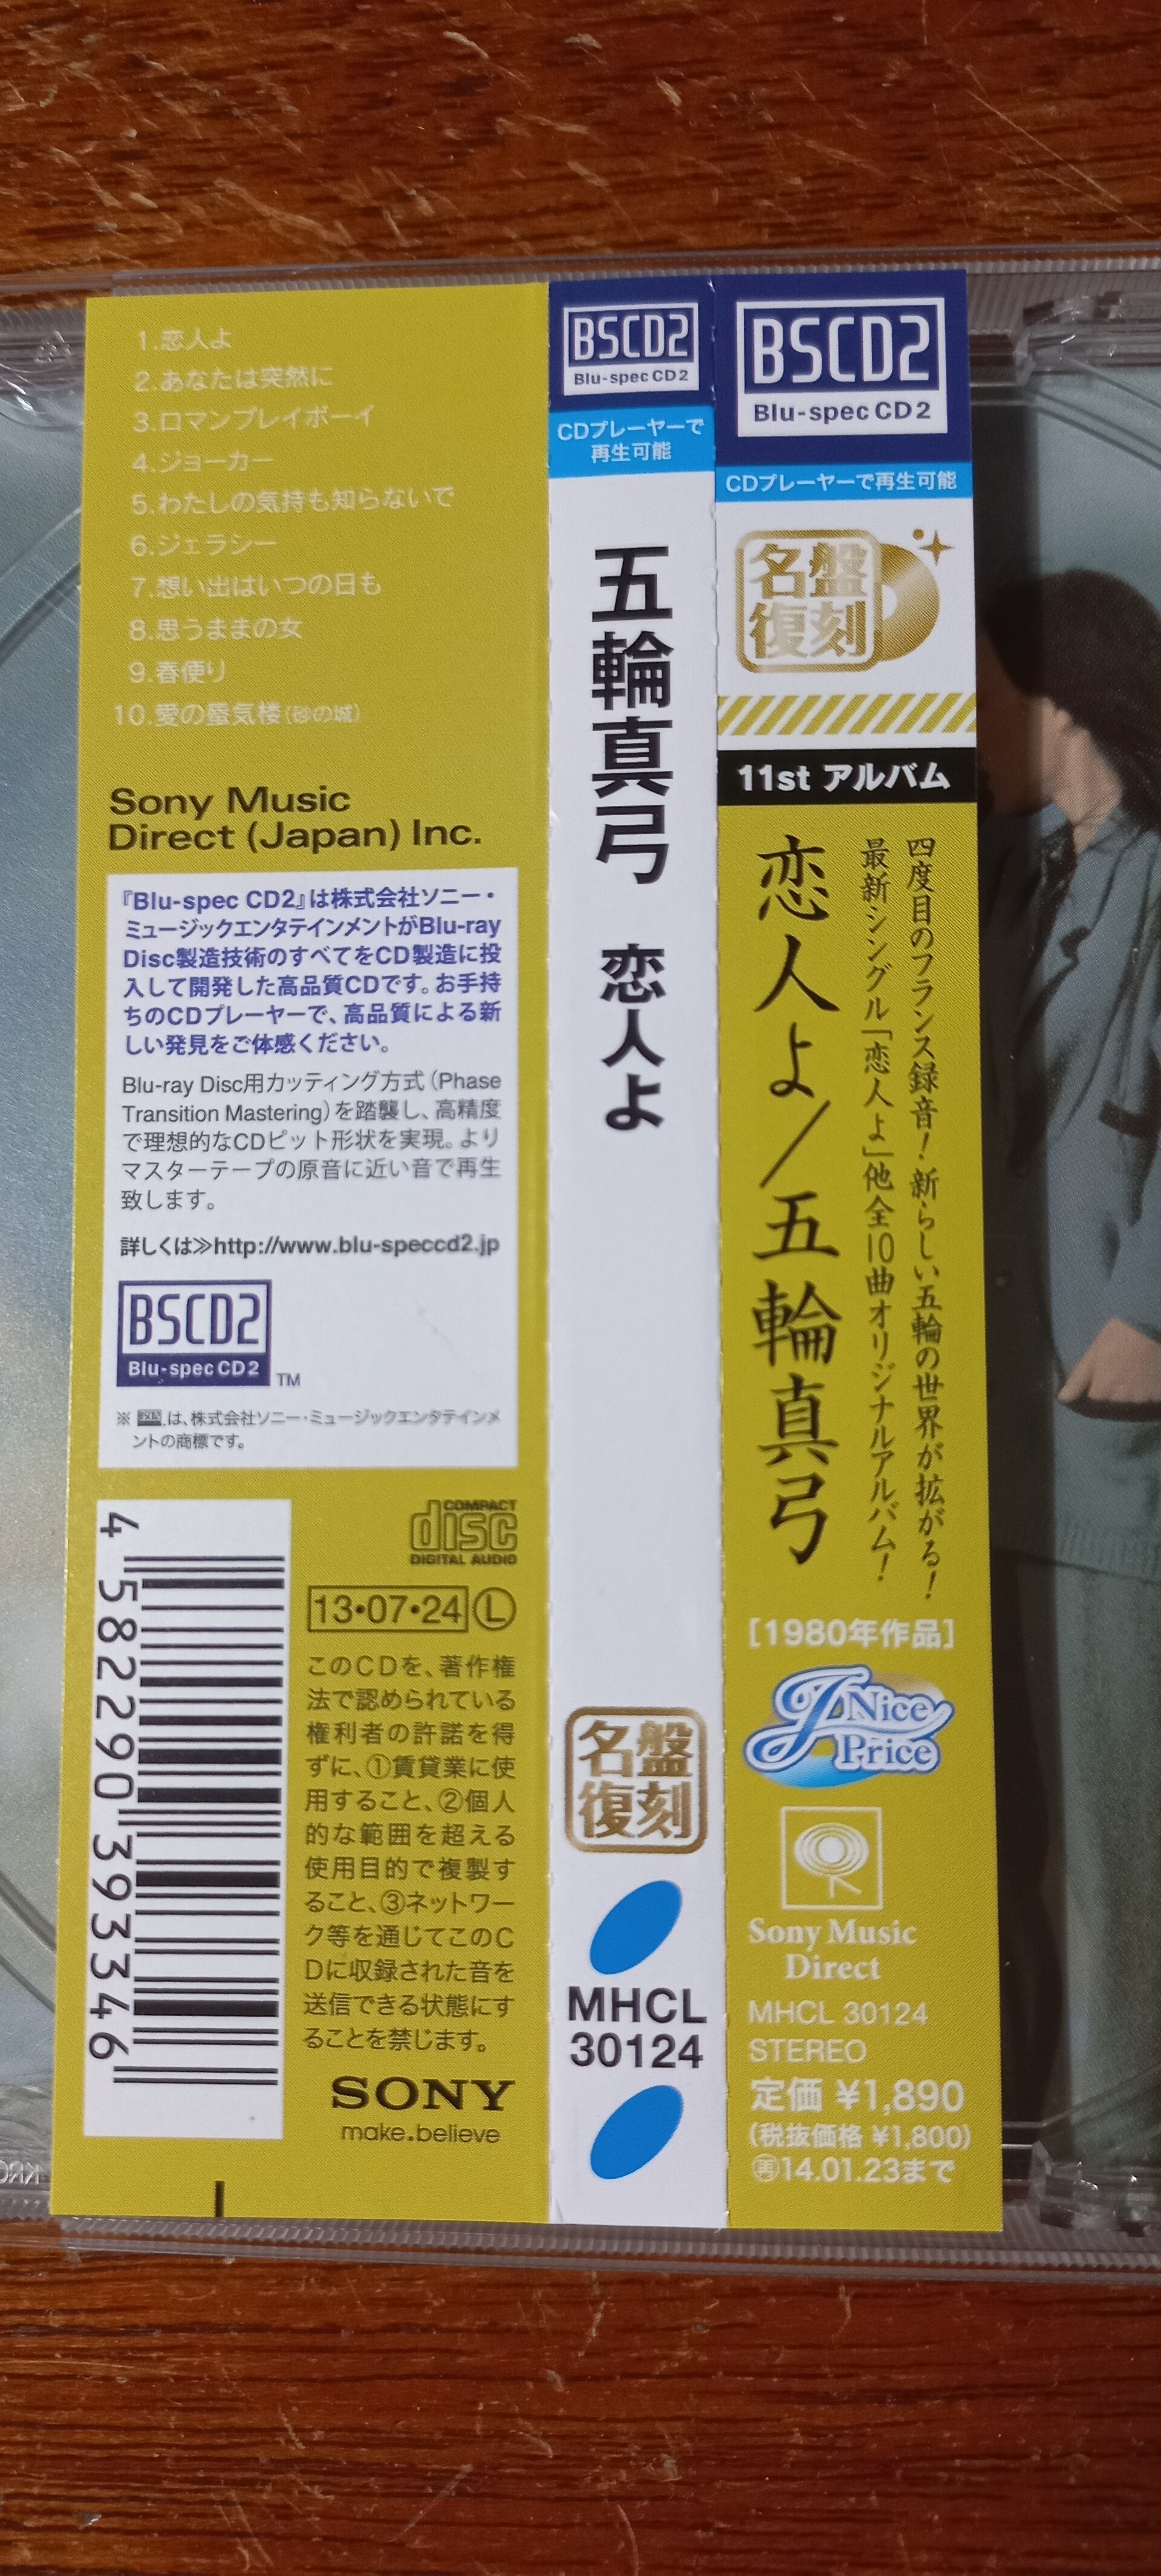 1.恋人よ
2.あなたは突然に
3.ロマンプレイボーイ
4.ジョーカー
5.わたしの気持も知らないで
6.ジェラシー
7.想い出はいつの日も
8.思うままの女
9.春便り
10.愛の蜃気楼(砂の城)
Sony Music
Direct (Japan) Inc.
『Blu-spec CD2』は株式会社ソニー・
ミュージックエンタテインメントがBlu-ray
Disc製造技術のすべてをCD製造に投
入して開発した高品質CDです。お手持
ちのCDプレーヤーで、高品質による新
しい発見をご体感ください。
Blu-ray Disc用カッティング方式(Phase
Transition Mastering)を踏襲し、高精度
で理想的なCDピット形状を実現。より
マスターテープの原音に近い音で再生
致します。
詳しくは≫http://www.blu-speccd2.jp
BSCD2
Blu-spec CD2
TM
※ BSCD2 は、株式会社ソニー・ミュージックエンタテインメ
ントの商標です。
4 582290 393346
COMPACT
disc
DIGITAL AUDIO
13・07・24 Ⓛ
このCDを、著作権
法で認められている
権利者の許諾を得
ずに、①賃貸業に使
用すること、②個人
的な範囲を超える
使用目的で複製す
ること、③ネットワー
ク等を通じてこのC
Dに収録された音を
送信できる状態にす
ることを禁じます。
SONY
make.believe
BSCD2
Blu-spec CD2
CDプレーヤーで
再生可能
五輪真弓 恋人よ
名盤
復刻
MHCL
30124
BSCD2
Blu-spec CD2
CDプレーヤーで再生可能
名盤
復刻
11st アルバム
四度目のフランス録音!新らしい五輪の世界が拡がる!
最新シングル「恋人よ」他全10曲オリジナルアルバム!
恋人よ/五輪真弓
[1980年作品]
J Nice
Price
Sony Music
Direct
MHCL 30124
STEREO
定価 ¥1,890
(税抜価格 ¥1,800)
㊢14.01.23まで